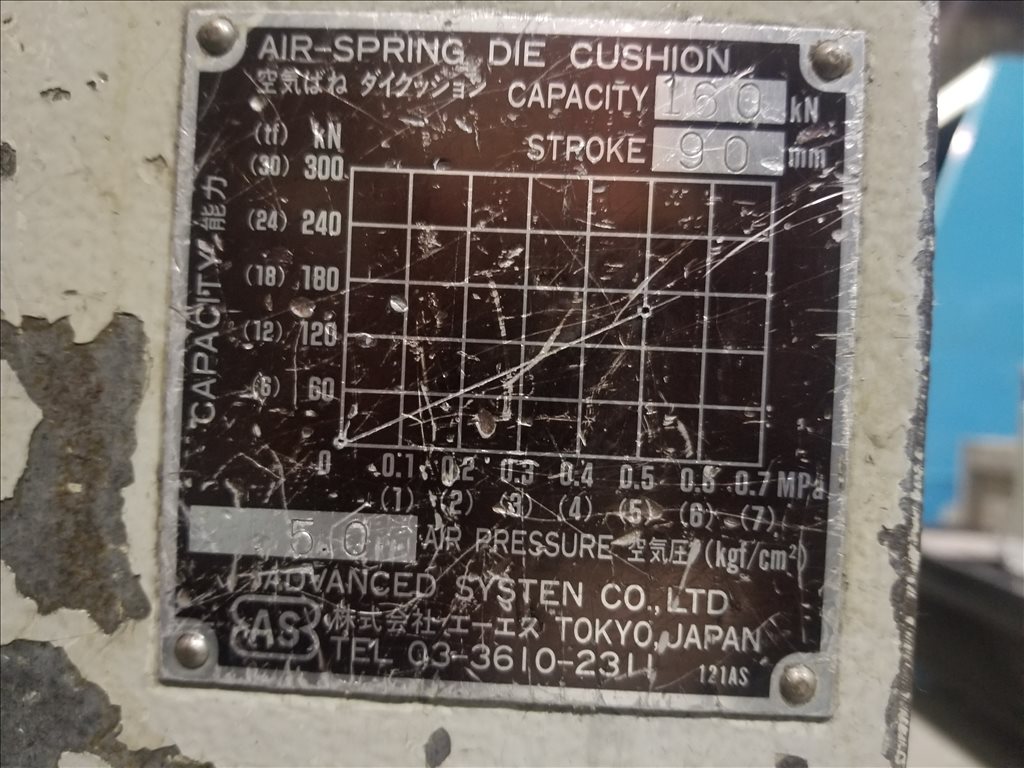 AIR-SPRING DIE CUSHION
空気ばね ダイクッション
CAPACITY 160 kN
STROKE 90 mm
(tf) kN
(30) 300
(24) 240
(18) 180
(12) 120
(6) 60
CAPACITY 能力
0 0.1 0.2 0.3 0.4 0.5 0.6 0.7 MPa
(1) (2) (3) (4) (5) (6) (7)
5.0 AIR PRESSURE 空気圧 (kgf/cm²)
ADVANCED SYSTEN CO., LTD
AS 株式会社 エーエス TOKYO, JAPAN
TEL 03-3610-2311
121AS